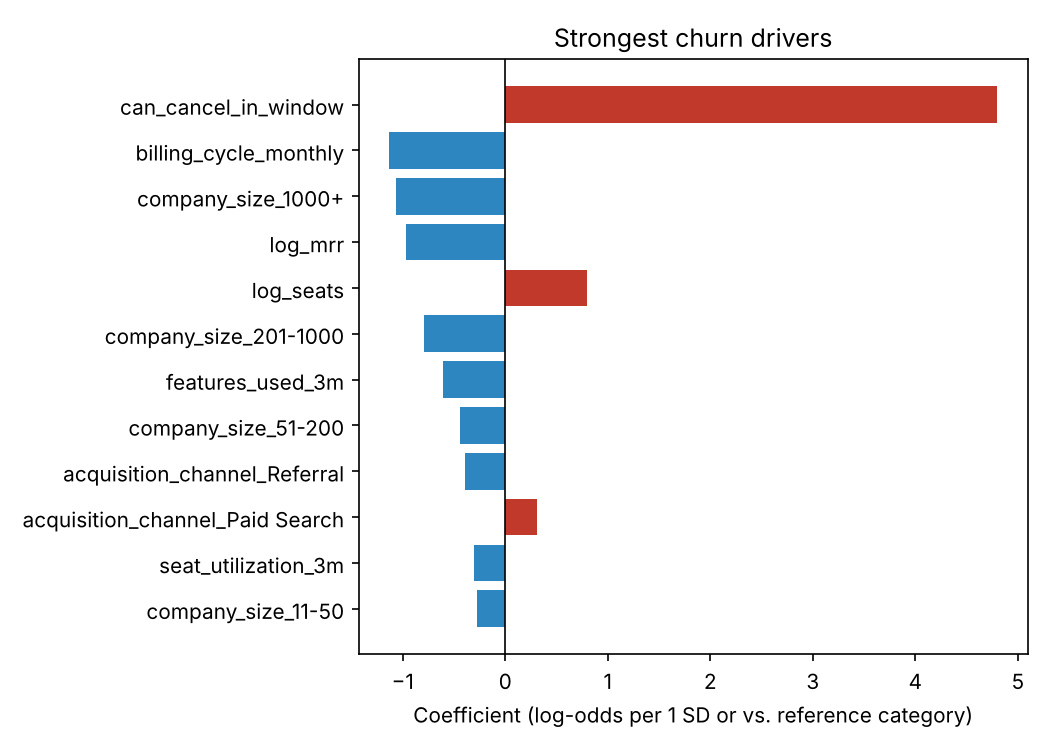 Strongest churn drivers
can_cancel_in_window
billing_cycle_monthly
company_size_1000+
log_mrr
log_seats
company_size_201-1000
features_used_3m
company_size_51-200
acquisition_channel_Referral
acquisition_channel_Paid Search
seat_utilization_3m
company_size_11-50
−1 0 1 2 3 4 5
Coefficient (log-odds per 1 SD or vs. reference category)